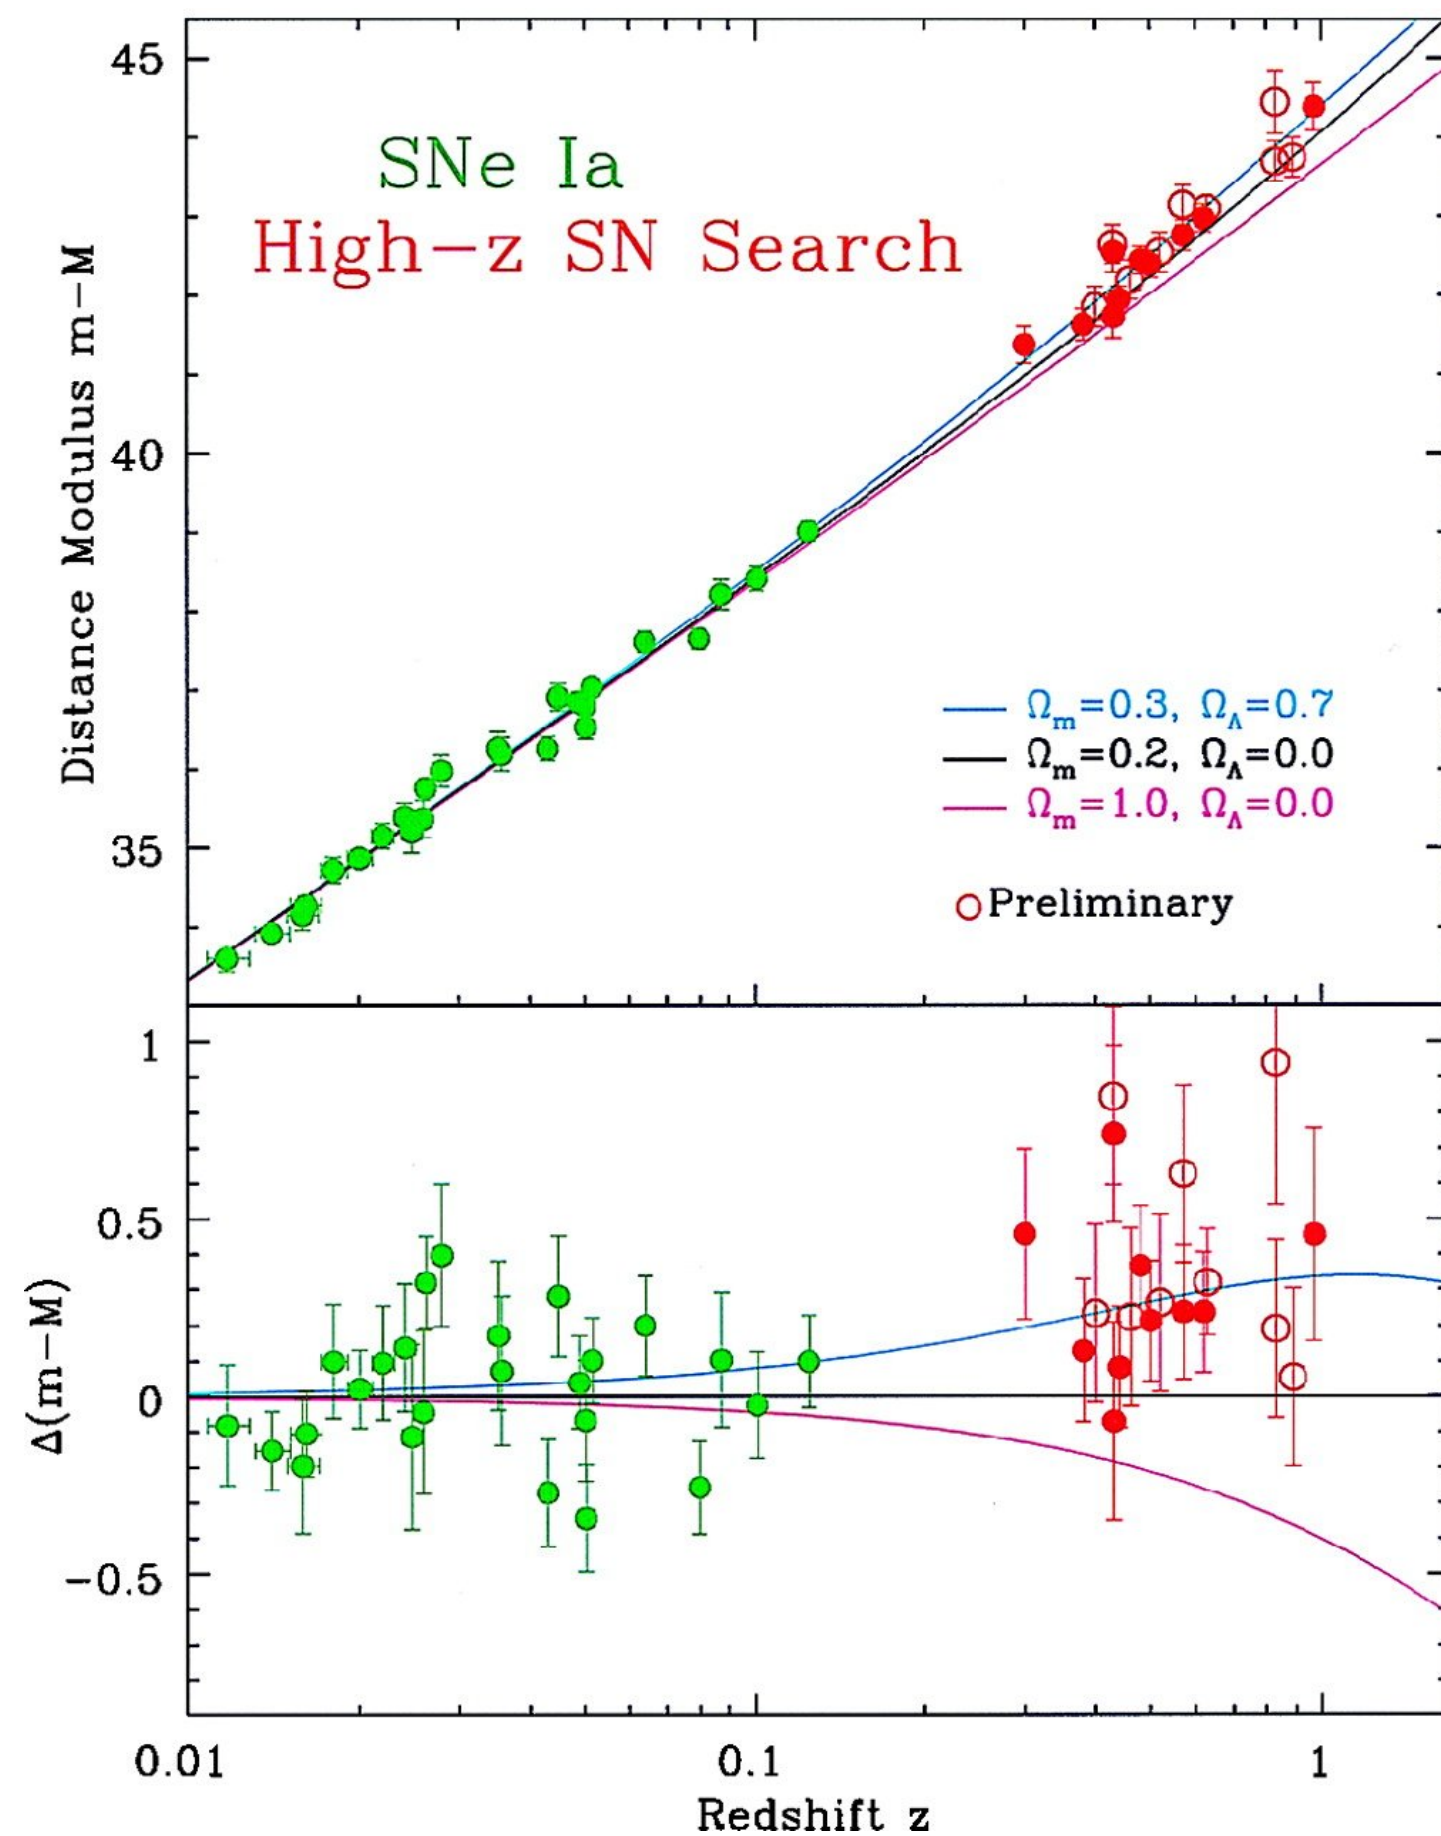 45
SNe Ia
High−z SN Search
Distance Modulus m−M
40
Ωm=0.3, ΩΛ=0.7
Ωm=0.2, ΩΛ=0.0
Ωm=1.0, ΩΛ=0.0
35
Preliminary
1
0.5
Δ(m−M)
0
−0.5
0.01 0.1 1
Redshift z